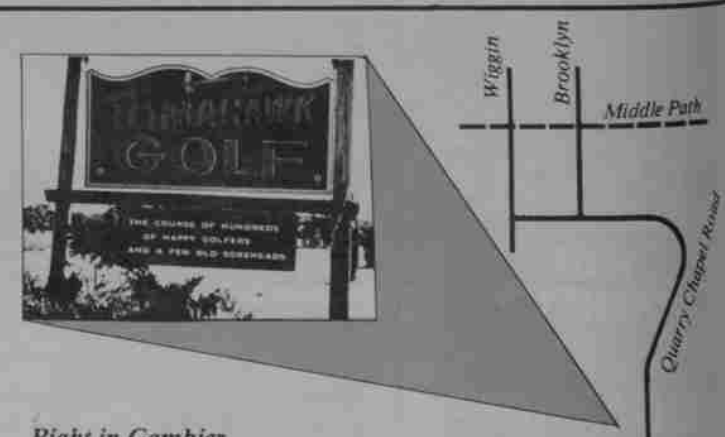 TOMAHAWK
GOLF
THE COURSE OF HUNDREDS
OF HAPPY GOLFERS
AND A FEW OLD SOREHEADS
Wiggin
Brooklyn
Middle Path
Quarry Chapel Road
Right in Gambier